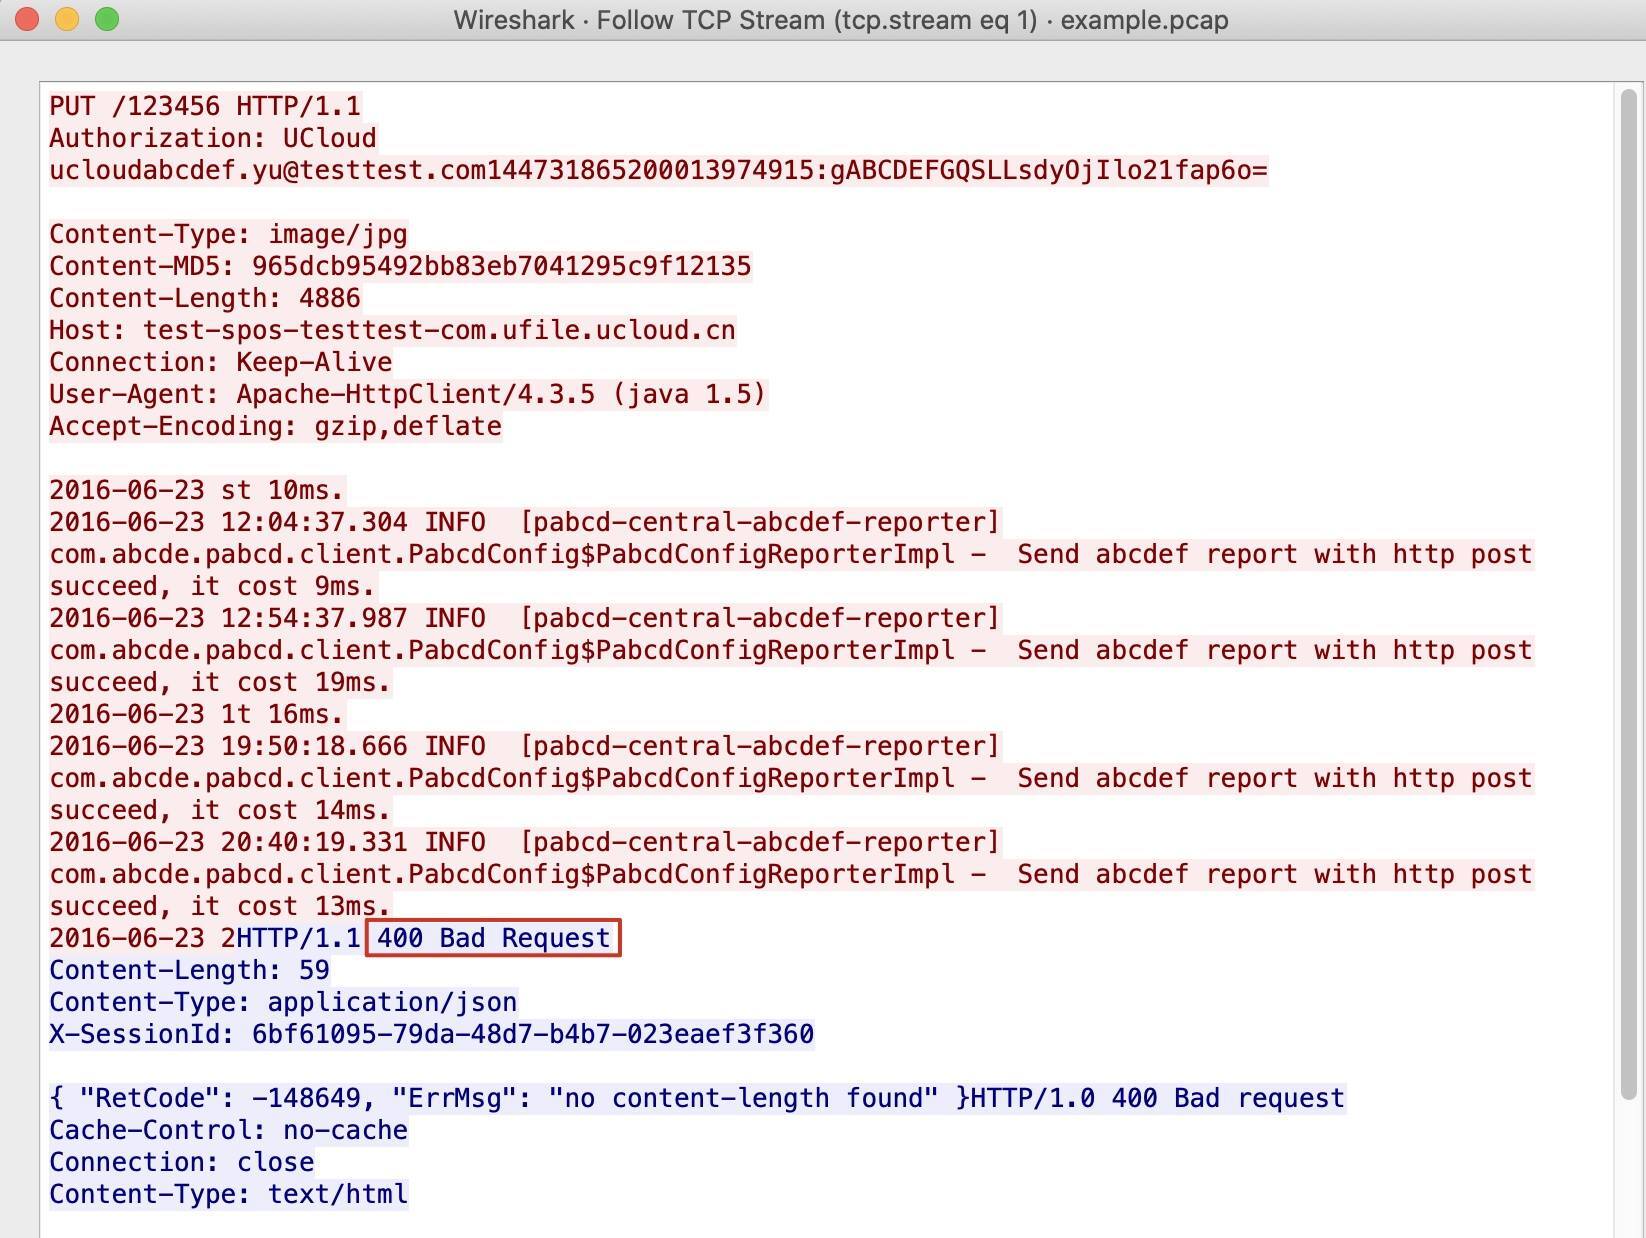 Wireshark · Follow TCP Stream (tcp.stream eq 1) · example.pcap
PUT /123456 HTTP/1.1
Authorization: UCloud
ucloudabcdef.yu@testtest.com144731865200013974915:gABCDEFGQSLLsdyOjIlo21fap6o=
Content-Type: image/jpg
Content-MD5: 965dcb95492bb83eb7041295c9f12135
Content-Length: 4886
Host: test-spos-testtest-com.ufile.ucloud.cn
Connection: Keep-Alive
User-Agent: Apache-HttpClient/4.3.5 (java 1.5)
Accept-Encoding: gzip,deflate
2016-06-23 st 10ms.
2016-06-23 12:04:37.304 INFO  [pabcd-central-abcdef-reporter]
com.abcde.pabcd.client.PabcdConfig$PabcdConfigReporterImpl -  Send abcdef report with http post
succeed, it cost 9ms.
2016-06-23 12:54:37.987 INFO  [pabcd-central-abcdef-reporter]
com.abcde.pabcd.client.PabcdConfig$PabcdConfigReporterImpl -  Send abcdef report with http post
succeed, it cost 19ms.
2016-06-23 1t 16ms.
2016-06-23 19:50:18.666 INFO  [pabcd-central-abcdef-reporter]
com.abcde.pabcd.client.PabcdConfig$PabcdConfigReporterImpl -  Send abcdef report with http post
succeed, it cost 14ms.
2016-06-23 20:40:19.331 INFO  [pabcd-central-abcdef-reporter]
com.abcde.pabcd.client.PabcdConfig$PabcdConfigReporterImpl -  Send abcdef report with http post
succeed, it cost 13ms.
2016-06-23 2HTTP/1.1 400 Bad Request
Content-Length: 59
Content-Type: application/json
X-SessionId: 6bf61095-79da-48d7-b4b7-023eaef3f360
{ "RetCode": -148649, "ErrMsg": "no content-length found" }HTTP/1.0 400 Bad request
Cache-Control: no-cache
Connection: close
Content-Type: text/html